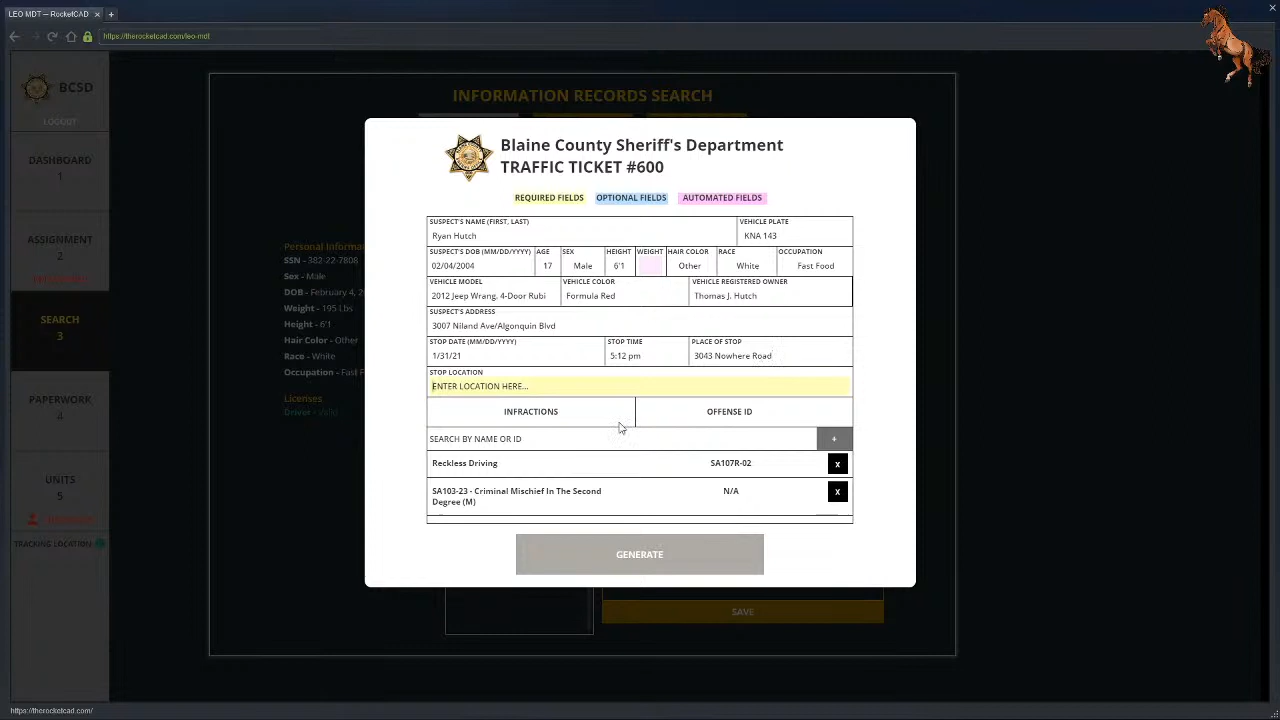 LEO MDT — RocketCAD
https://therocketcad.com/leo-mdt
BCSD
LOGOUT
DASHBOARD
1
ASSIGNMENT
2
SEARCH
3
PAPERWORK
4
UNITS
5
TRACKING LOCATION:
INFORMATION RECORDS SEARCH
Personal Informa
SSN - 382-22-7808
Sex - Male
DOB - February 4, 2
Weight - 195 Lbs
Height - 6'1
Hair Color - Other
Race - White
Occupation - Fast F
Licenses
Driver - Valid
Blaine County Sheriff's Department
TRAFFIC TICKET #600
REQUIRED FIELDS OPTIONAL FIELDS AUTOMATED FIELDS
SUSPECT'S NAME (FIRST, LAST) VEHICLE PLATE
Ryan Hutch KNA 143
SUSPECT'S DOB (MM/DD/YYYY) AGE SEX HEIGHT WEIGHT HAIR COLOR RACE OCCUPATION
02/04/2004 17 Male 6'1 Other White Fast Food
VEHICLE MODEL VEHICLE COLOR VEHICLE REGISTERED OWNER
2012 Jeep Wrang. 4-Door Rubi Formula Red Thomas J. Hutch
SUSPECT'S ADDRESS
3007 Niland Ave/Algonquin Blvd
STOP DATE (MM/DD/YYYY) STOP TIME PLACE OF STOP
1/31/21 5:12 pm 3043 Nowhere Road
STOP LOCATION
ENTER LOCATION HERE...
INFRACTIONS OFFENSE ID
SEARCH BY NAME OR ID +
Reckless Driving SA107R-02 X
SA103-23 - Criminal Mischief In The Second N/A X
Degree (M)
GENERATE
SAVE
https://therocketcad.com/